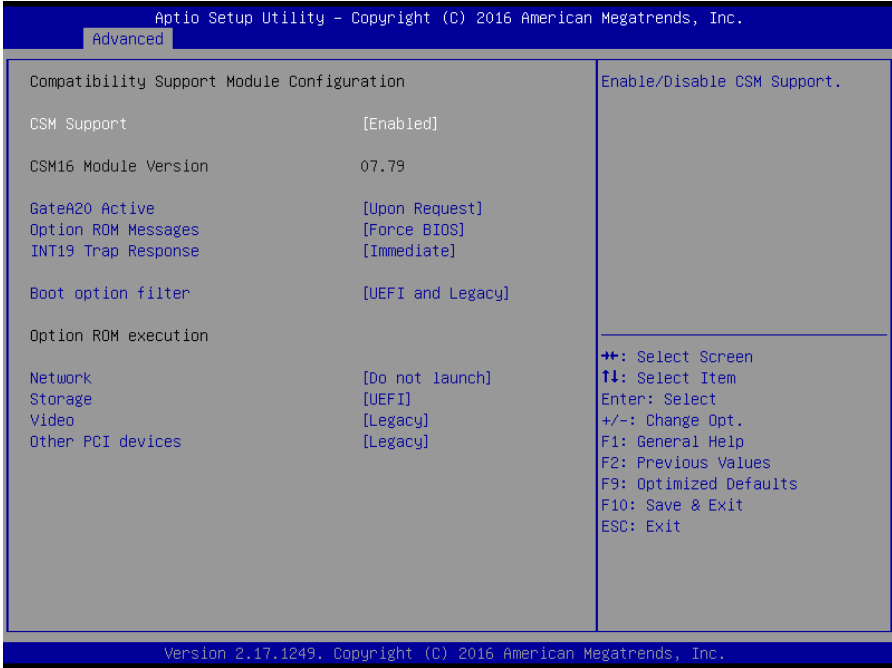 Aptio Setup Utility – Copyright (C) 2016 American Megatrends, Inc.
Advanced
Compatibility Support Module Configuration
CSM Support [Enabled]
CSM16 Module Version 07.79
GateA20 Active [Upon Request]
Option ROM Messages [Force BIOS]
INT19 Trap Response [Immediate]
Boot option filter [UEFI and Legacy]
Option ROM execution
Network [Do not launch]
Storage [UEFI]
Video [Legacy]
Other PCI devices [Legacy]
Enable/Disable CSM Support.
→←: Select Screen
↑↓: Select Item
Enter: Select
+/-: Change Opt.
F1: General Help
F2: Previous Values
F9: Optimized Defaults
F10: Save & Exit
ESC: Exit
Version 2.17.1249. Copyright (C) 2016 American Megatrends, Inc.